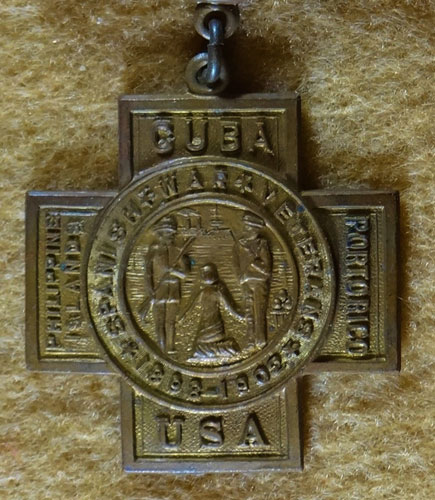 CUBA
SPANISH WAR VETERANS
1898-1902
PHILIPPINE
ISLANDS
PORTO RICO
USA